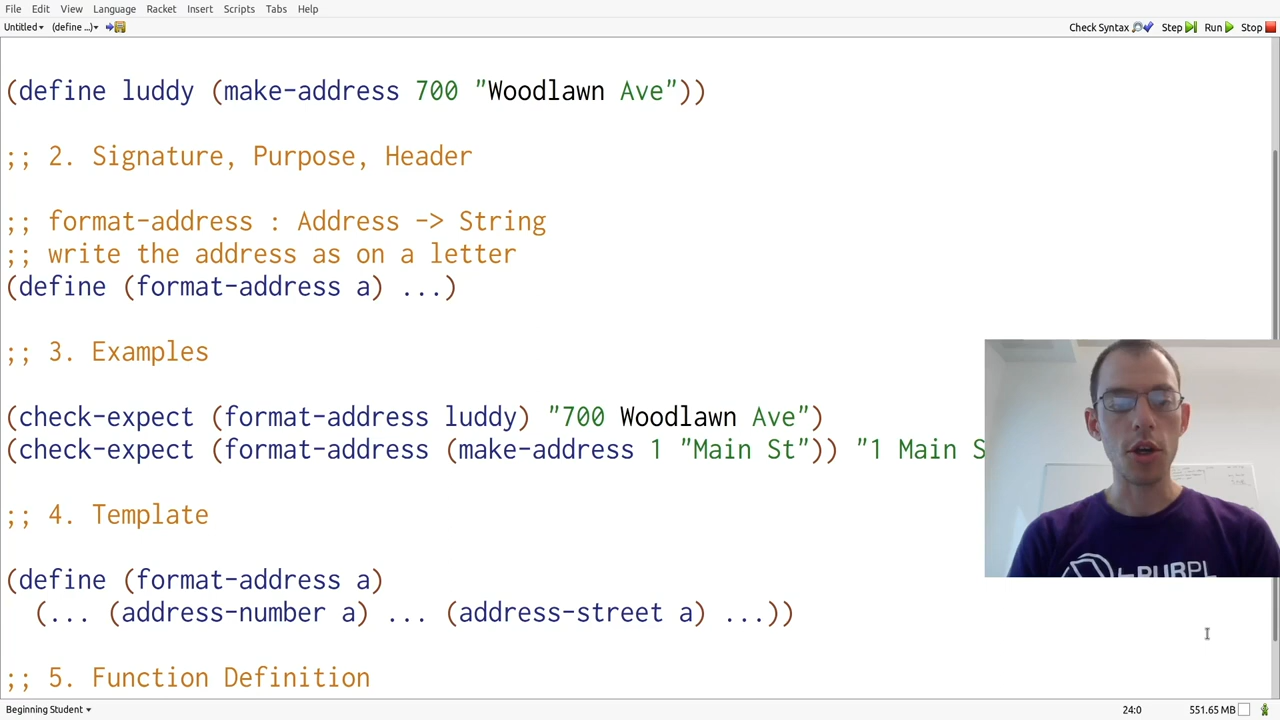 File Edit View Language Racket Insert Scripts Tabs Help
Untitled (define ...) Check Syntax Step Run Stop
(define luddy (make-address 700 "Woodlawn Ave"))
;; 2. Signature, Purpose, Header
;; format-address : Address -> String
;; write the address as on a letter
(define (format-address a) ...)
;; 3. Examples
(check-expect (format-address luddy) "700 Woodlawn Ave")
(check-expect (format-address (make-address 1 "Main St")) "1 Main S
;; 4. Template
(define (format-address a)
(... (address-number a) ... (address-street a) ...))
;; 5. Function Definition
Beginning Student 24:0 551.65 MB